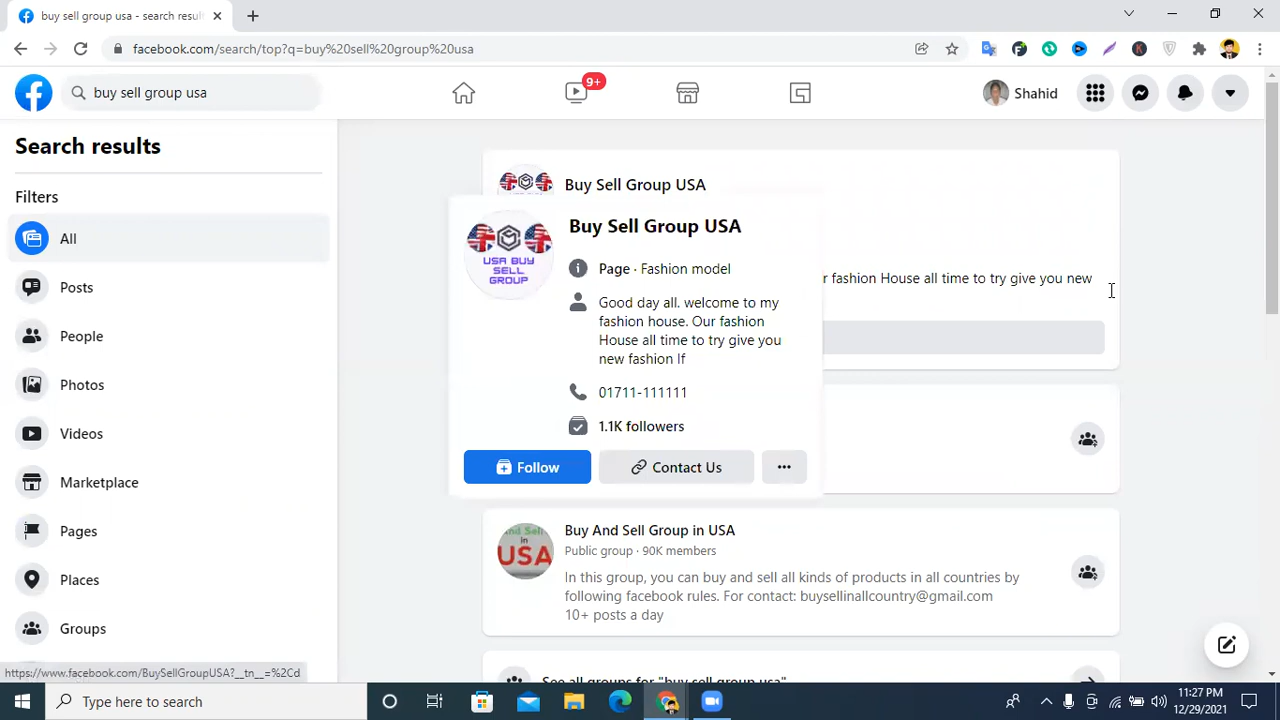 buy sell group usa - search resul
facebook.com/search/top?q=buy%20sell%20group%20usa
buy sell group usa
9+
Shahid
Search results
Filters
All
Posts
People
Photos
Videos
Marketplace
Pages
Places
Groups
Buy Sell Group USA
r fashion House all time to try give you new
USA BUY
SELL
GROUP
Buy Sell Group USA
Page · Fashion model
Good day all. welcome to my
fashion house. Our fashion
House all time to try give you
new fashion If
01711-111111
1.1K followers
Follow
Contact Us
nd Sel
in
USA
Buy And Sell Group in USA
Public group · 90K members
In this group, you can buy and sell all kinds of products in all countries by
following facebook rules. For contact: buysellinallcountry@gmail.com
10+ posts a day
See all groups for "buy sell group usa"
https://www.facebook.com/BuySellGroupUSA?__tn__=%2Cd
Type here to search
11:27 PM
12/29/2021